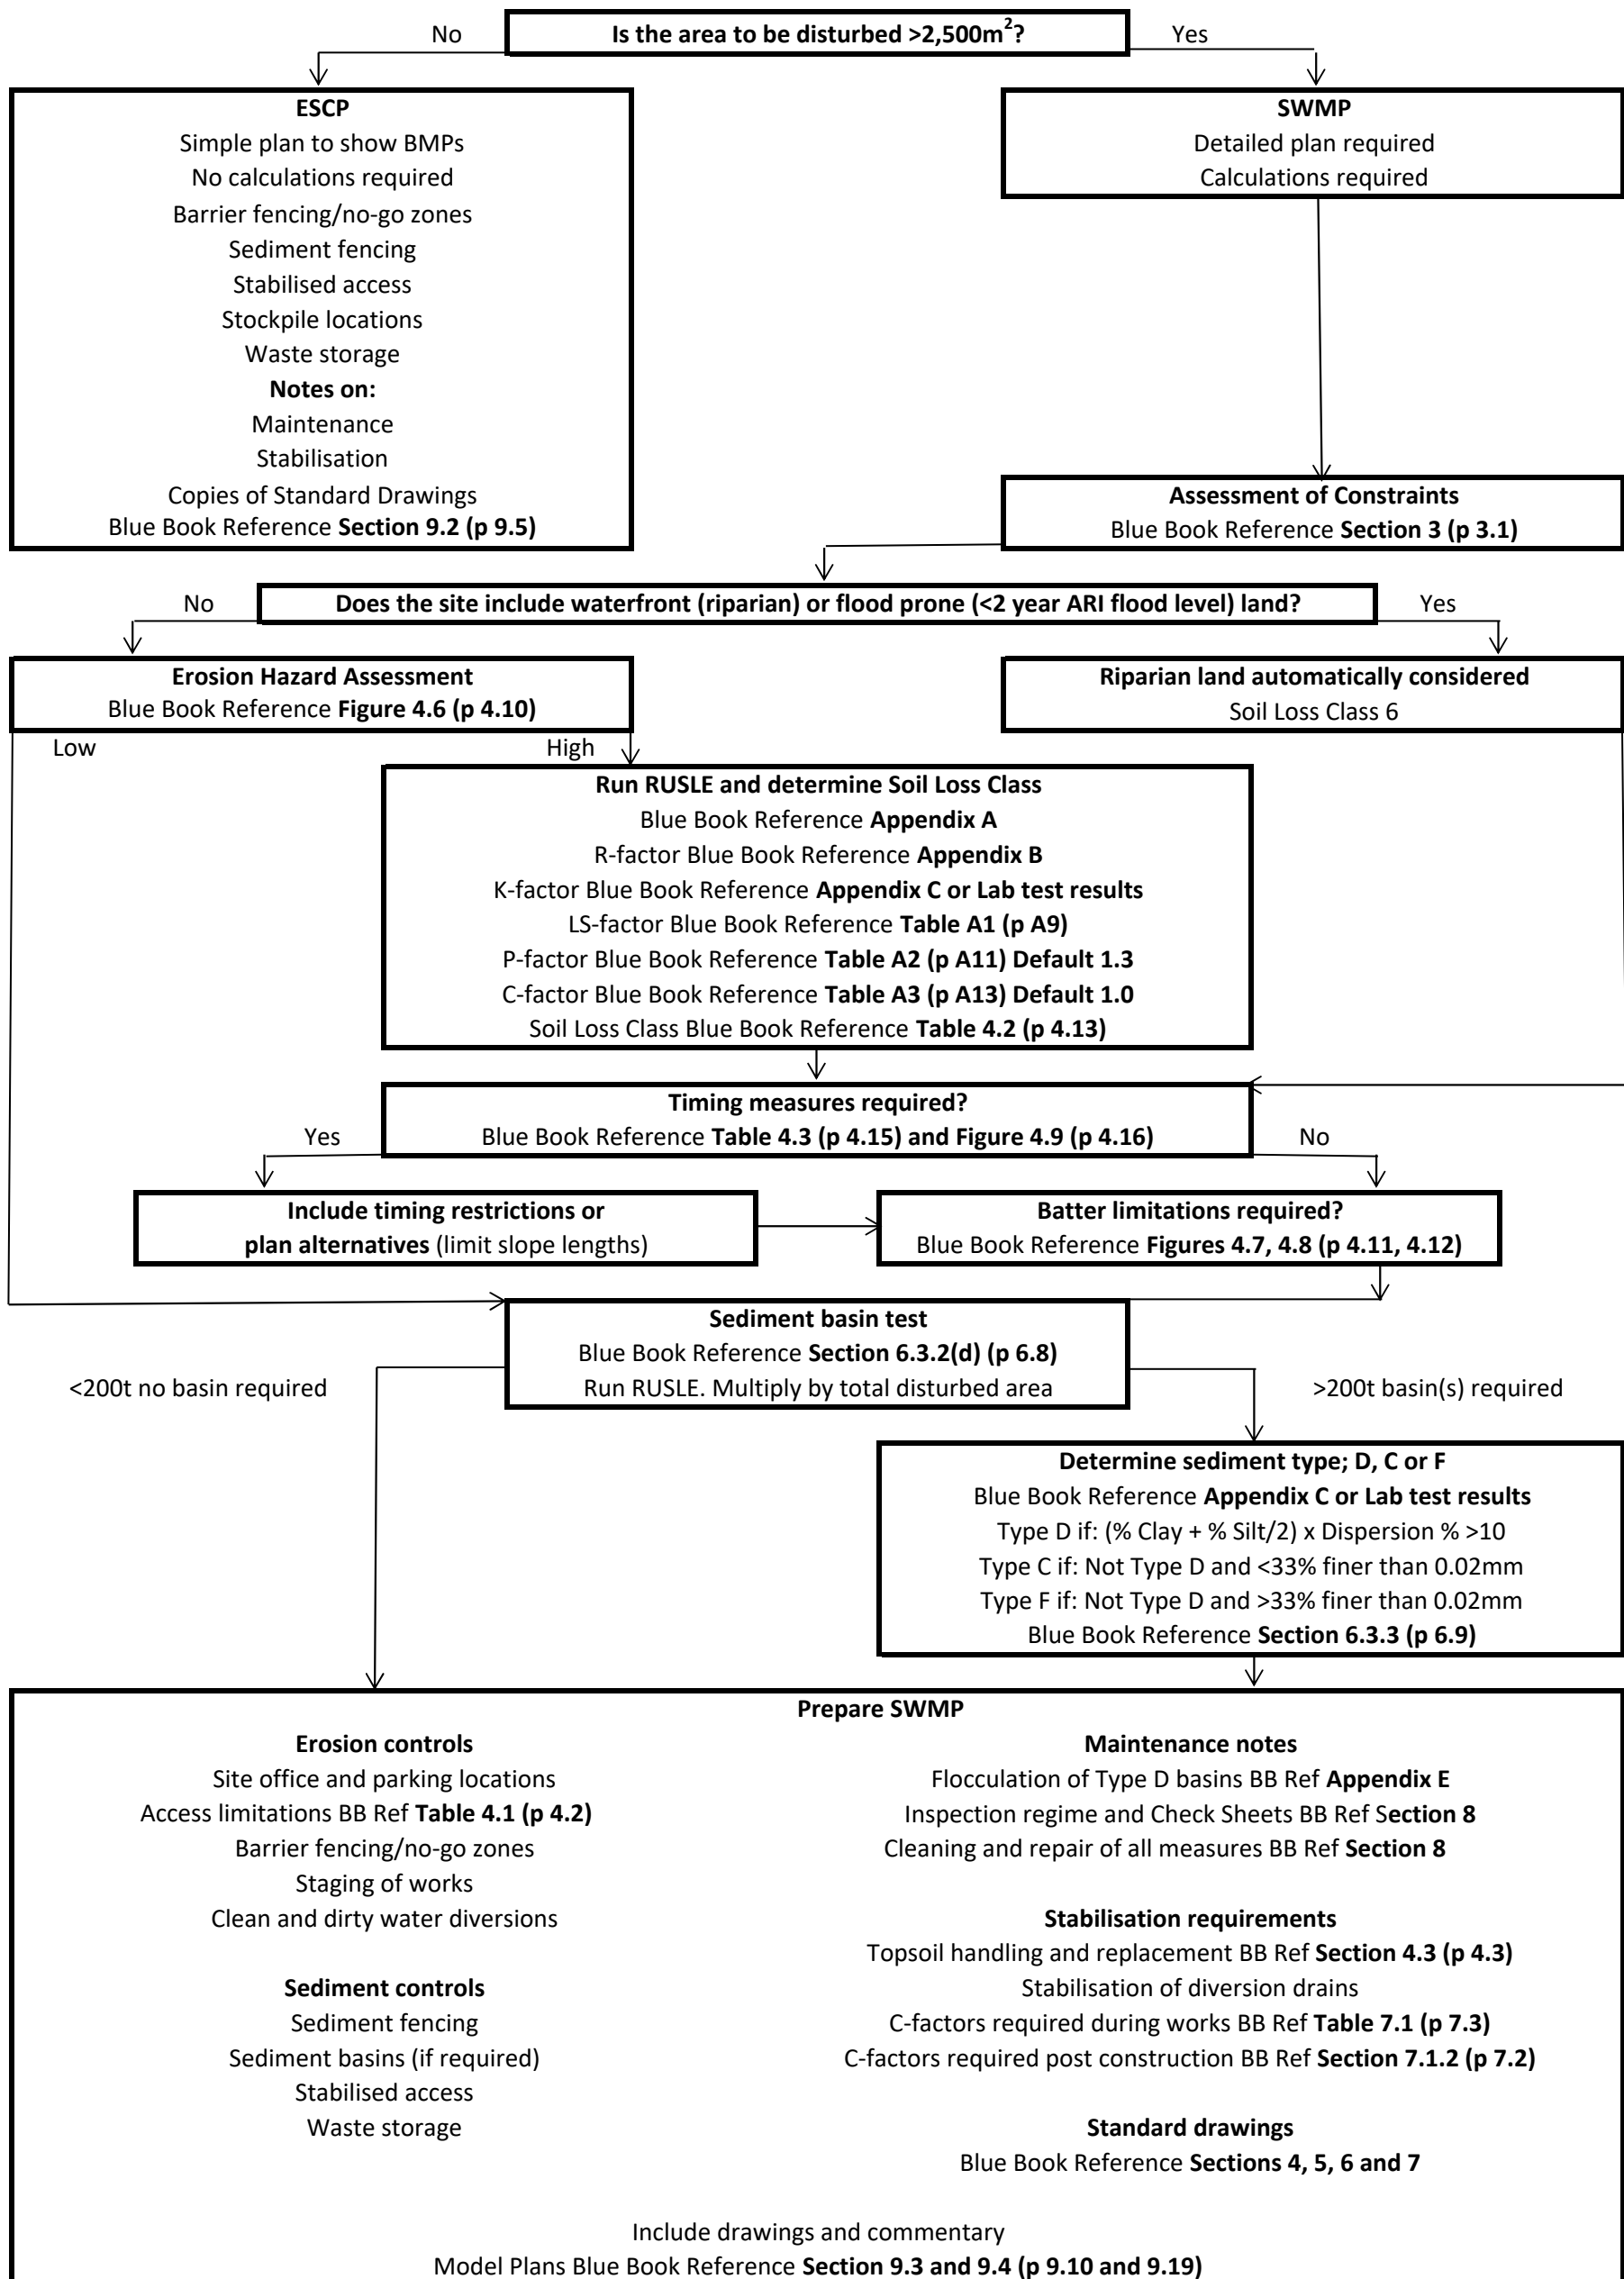 Is the area to be disturbed >2,500m²?
No
Yes
ESCP
Simple plan to show BMPs
No calculations required
Barrier fencing/no-go zones
Sediment fencing
Stabilised access
Stockpile locations
Waste storage
Notes on:
Maintenance
Stabilisation
Copies of Standard Drawings
Blue Book Reference Section 9.2 (p 9.5)
SWMP
Detailed plan required
Calculations required
Assessment of Constraints
Blue Book Reference Section 3 (p 3.1)
No
Does the site include waterfront (riparian) or flood prone (<2 year ARI flood level) land?
Yes
Erosion Hazard Assessment
Blue Book Reference Figure 4.6 (p 4.10)
Riparian land automatically considered
Soil Loss Class 6
Low
High
Run RUSLE and determine Soil Loss Class
Blue Book Reference Appendix A
R-factor Blue Book Reference Appendix B
K-factor Blue Book Reference Appendix C or Lab test results
LS-factor Blue Book Reference Table A1 (p A9)
P-factor Blue Book Reference Table A2 (p A11) Default 1.3
C-factor Blue Book Reference Table A3 (p A13) Default 1.0
Soil Loss Class Blue Book Reference Table 4.2 (p 4.13)
Timing measures required?
Blue Book Reference Table 4.3 (p 4.15) and Figure 4.9 (p 4.16)
Yes
No
Include timing restrictions or
plan alternatives (limit slope lengths)
Batter limitations required?
Blue Book Reference Figures 4.7, 4.8 (p 4.11, 4.12)
Sediment basin test
Blue Book Reference Section 6.3.2(d) (p 6.8)
Run RUSLE. Multiply by total disturbed area
<200t no basin required
>200t basin(s) required
Determine sediment type; D, C or F
Blue Book Reference Appendix C or Lab test results
Type D if: (% Clay + % Silt/2) x Dispersion % >10
Type C if: Not Type D and <33% finer than 0.02mm
Type F if: Not Type D and >33% finer than 0.02mm
Blue Book Reference Section 6.3.3 (p 6.9)
Prepare SWMP
Erosion controls
Site office and parking locations
Access limitations BB Ref Table 4.1 (p 4.2)
Barrier fencing/no-go zones
Staging of works
Clean and dirty water diversions
Sediment controls
Sediment fencing
Sediment basins (if required)
Stabilised access
Waste storage
Maintenance notes
Flocculation of Type D basins BB Ref Appendix E
Inspection regime and Check Sheets BB Ref Section 8
Cleaning and repair of all measures BB Ref Section 8
Stabilisation requirements
Topsoil handling and replacement BB Ref Section 4.3 (p 4.3)
Stabilisation of diversion drains
C-factors required during works BB Ref Table 7.1 (p 7.3)
C-factors required post construction BB Ref Section 7.1.2 (p 7.2)
Standard drawings
Blue Book Reference Sections 4, 5, 6 and 7
Include drawings and commentary
Model Plans Blue Book Reference Section 9.3 and 9.4 (p 9.10 and 9.19)